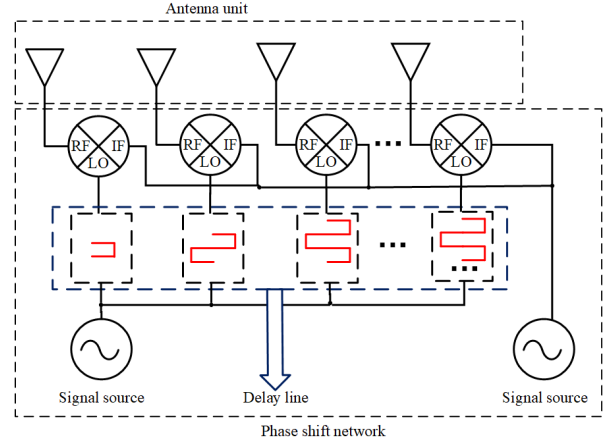 Antenna unit
RF IF LO
RF IF LO
RF IF LO
RF IF LO
Signal source
Delay line
Signal source
Phase shift network